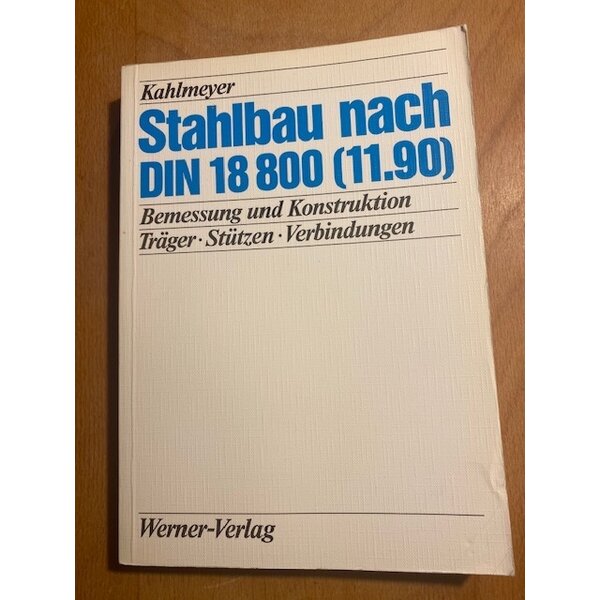 Kahlmeyer
Stahlbau nach
DIN 18 800 (11.90)
Bemessung und Konstruktion
Träger · Stützen · Verbindungen
Werner-Verlag